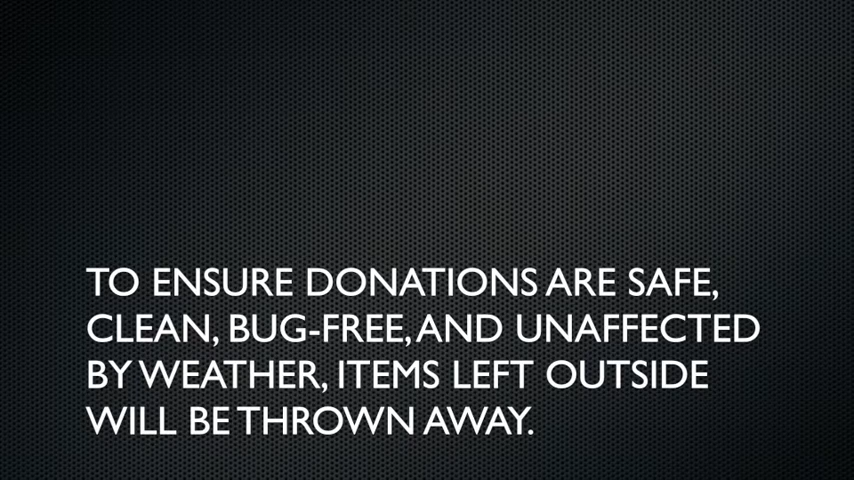 TO ENSURE DONATIONS ARE SAFE,
CLEAN, BUG-FREE, AND UNAFFECTED
BY WEATHER, ITEMS LEFT OUTSIDE
WILL BE THROWN AWAY.